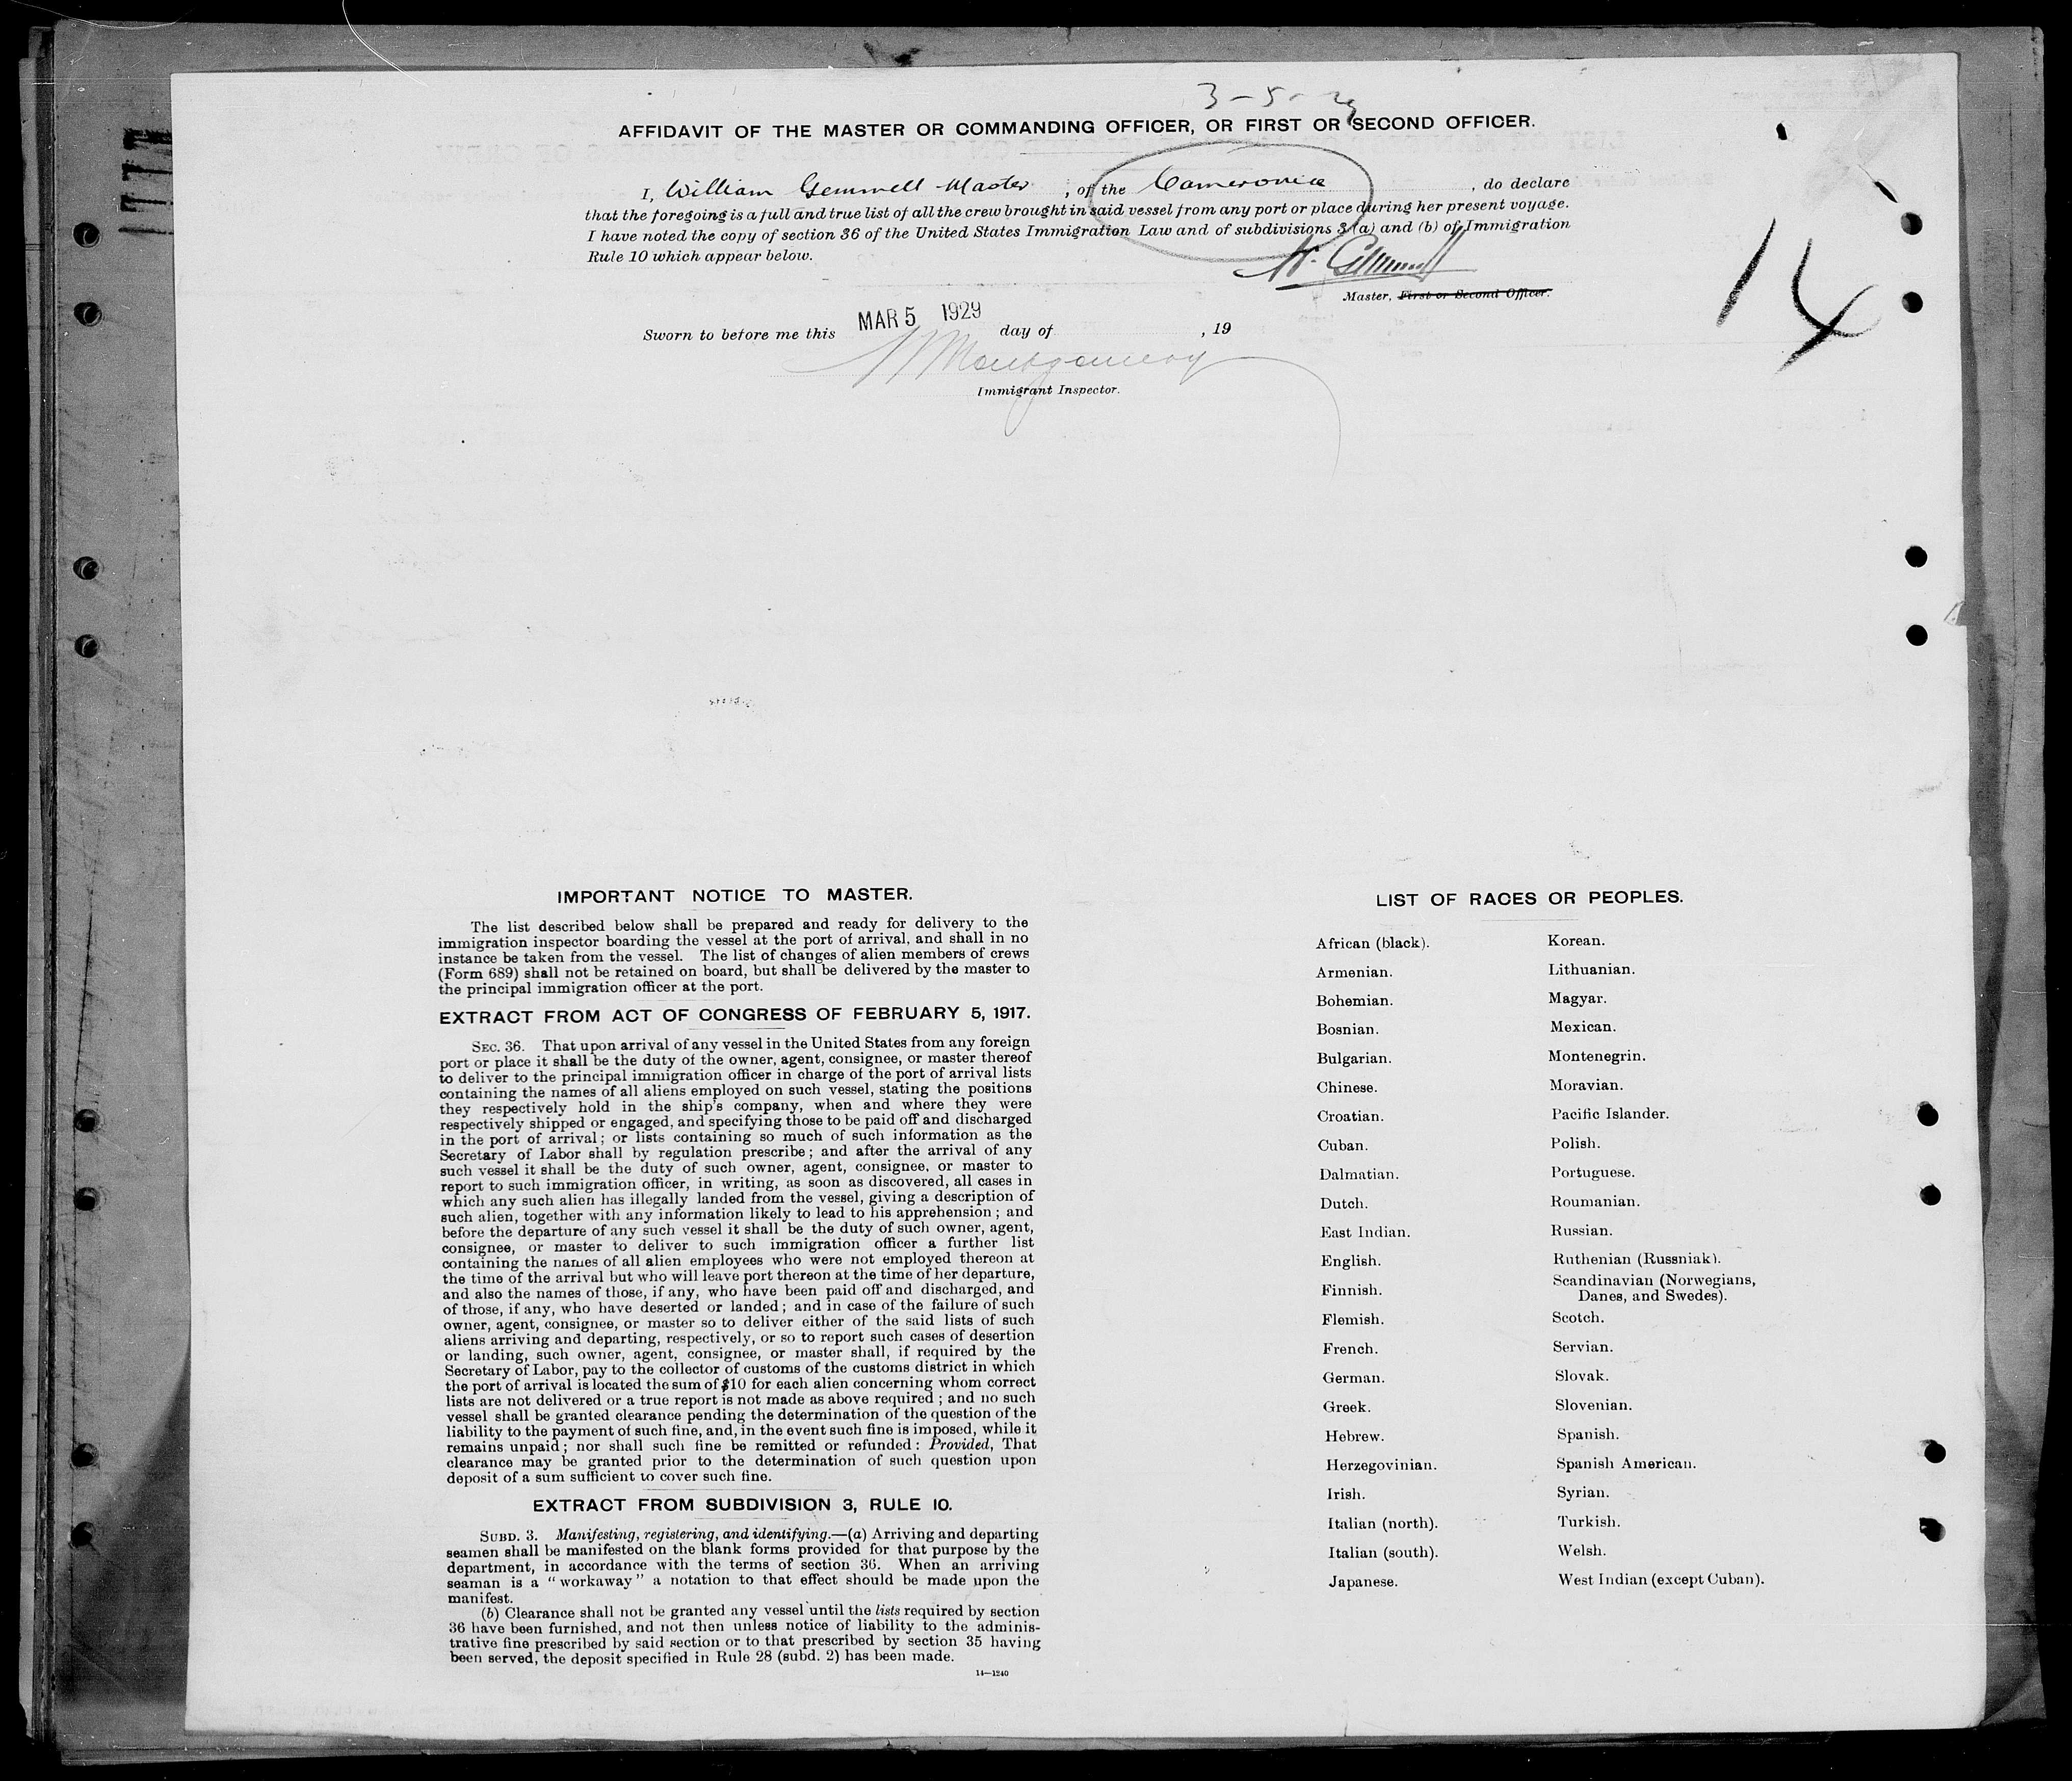 3-5-29
AFFIDAVIT OF THE MASTER OR COMMANDING OFFICER, OR FIRST OR SECOND OFFICER.
I, William Gemmell Master, of the Cameronia, do declare
that the foregoing is a full and true list of all the crew brought in said vessel from any port or place during her present voyage.
I have noted the copy of section 36 of the United States Immigration Law and of subdivisions 3 (a) and (b) of Immigration
Rule 10 which appear below.
W. Gemmell
Master, First or Second Officer.
14
Sworn to before me this MAR 5 1929 day of , 19
Montgomery
Immigrant Inspector.
IMPORTANT NOTICE TO MASTER.
The list described below shall be prepared and ready for delivery to the
immigration inspector boarding the vessel at the port of arrival, and shall in no
instance be taken from the vessel. The list of changes of alien members of crews
(Form 689) shall not be retained on board, but shall be delivered by the master to
the principal immigration officer at the port.
EXTRACT FROM ACT OF CONGRESS OF FEBRUARY 5, 1917.
SEC. 36. That upon arrival of any vessel in the United States from any foreign
port or place it shall be the duty of the owner, agent, consignee, or master thereof
to deliver to the principal immigration officer in charge of the port of arrival lists
containing the names of all aliens employed on such vessel, stating the positions
they respectively hold in the ship's company, when and where they were
respectively shipped or engaged, and specifying those to be paid off and discharged
in the port of arrival; or lists containing so much of such information as the
Secretary of Labor shall by regulation prescribe; and after the arrival of any
such vessel it shall be the duty of such owner, agent, consignee, or master to
report to such immigration officer, in writing, as soon as discovered, all cases in
which any such alien has illegally landed from the vessel, giving a description of
such alien, together with any information likely to lead to his apprehension; and
before the departure of any such vessel it shall be the duty of such owner, agent,
consignee, or master to deliver to such immigration officer a further list
containing the names of all alien employees who were not employed thereon at
the time of the arrival but who will leave port thereon at the time of her departure,
and also the names of those, if any, who have been paid off and discharged, and
of those, if any, who have deserted or landed; and in case of the failure of such
owner, agent, consignee, or master so to deliver either of the said lists of such
aliens arriving and departing, respectively, or so to report such cases of desertion
or landing, such owner, agent, consignee, or master shall, if required by the
Secretary of Labor, pay to the collector of customs of the customs district in which
the port of arrival is located the sum of $10 for each alien concerning whom correct
lists are not delivered or a true report is not made as above required; and no such
vessel shall be granted clearance pending the determination of the question of the
liability to the payment of such fine, and, in the event such fine is imposed, while it
remains unpaid; nor shall such fine be remitted or refunded: Provided, That
clearance may be granted prior to the determination of such question upon
deposit of a sum sufficient to cover such fine.
EXTRACT FROM SUBDIVISION 3, RULE 10.
SUBD. 3. Manifesting, registering, and identifying.—(a) Arriving and departing
seamen shall be manifested on the blank forms provided for that purpose by the
department, in accordance with the terms of section 36. When an arriving
seaman is a "workaway" a notation to that effect should be made upon the
manifest.
(b) Clearance shall not be granted any vessel until the lists required by section
36 have been furnished, and not then unless notice of liability to the adminis-
trative fine prescribed by said section or to that prescribed by section 35 having
been served, the deposit specified in Rule 28 (subd. 2) has been made.
14—1240
LIST OF RACES OR PEOPLES.
African (black).
Armenian.
Bohemian.
Bosnian.
Bulgarian.
Chinese.
Croatian.
Cuban.
Dalmatian.
Dutch.
East Indian.
English.
Finnish.
Flemish.
French.
German.
Greek.
Hebrew.
Herzegovinian.
Irish.
Italian (north).
Italian (south).
Japanese.
Korean.
Lithuanian.
Magyar.
Mexican.
Montenegrin.
Moravian.
Pacific Islander.
Polish.
Portuguese.
Roumanian.
Russian.
Ruthenian (Russniak).
Scandinavian (Norwegians,
Danes, and Swedes).
Scotch.
Servian.
Slovak.
Slovenian.
Spanish.
Spanish American.
Syrian.
Turkish.
Welsh.
West Indian (except Cuban).